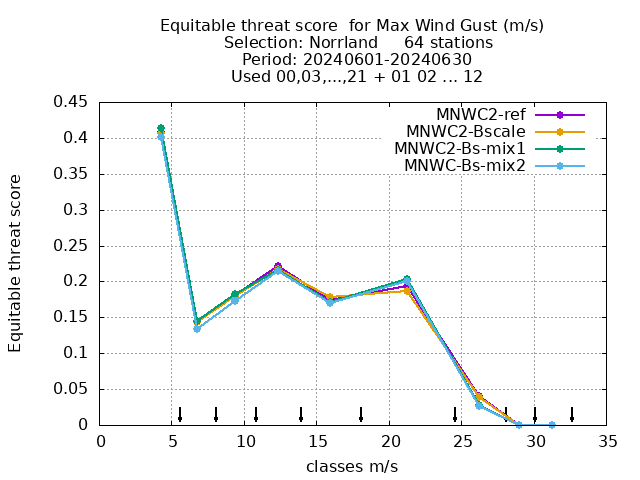 Equitable threat score  for Max Wind Gust (m/s)
Selection: Norrland     64 stations
Period: 20240601-20240630
Used 00,03,...,21 + 01 02 ... 12
MNWC2-ref
MNWC2-Bscale
MNWC2-Bs-mix1
MNWC-Bs-mix2
Equitable threat score
0.45
0.4
0.35
0.3
0.25
0.2
0.15
0.1
0.05
0
0 5 10 15 20 25 30 35
classes m/s